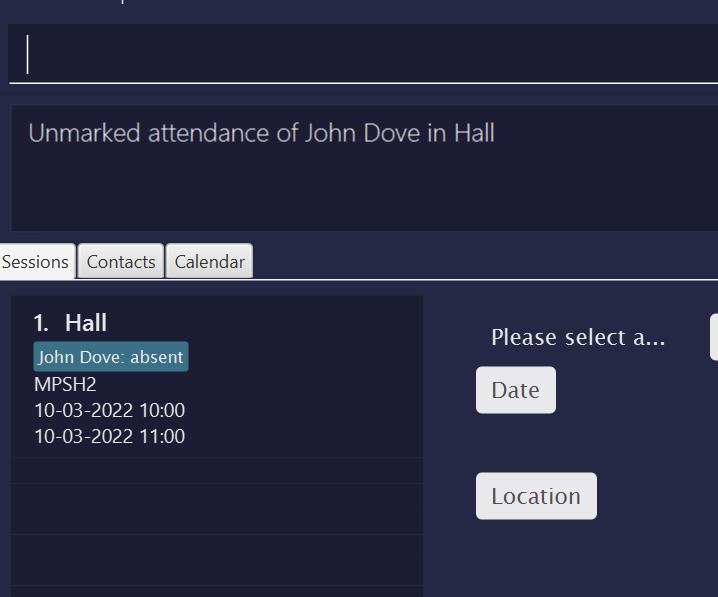 Unmarked attendance of John Dove in Hall
Sessions Contacts Calendar
1. Hall
John Dove: absent
MPSH2
10-03-2022 10:00
10-03-2022 11:00
Please select a...
Date
Location